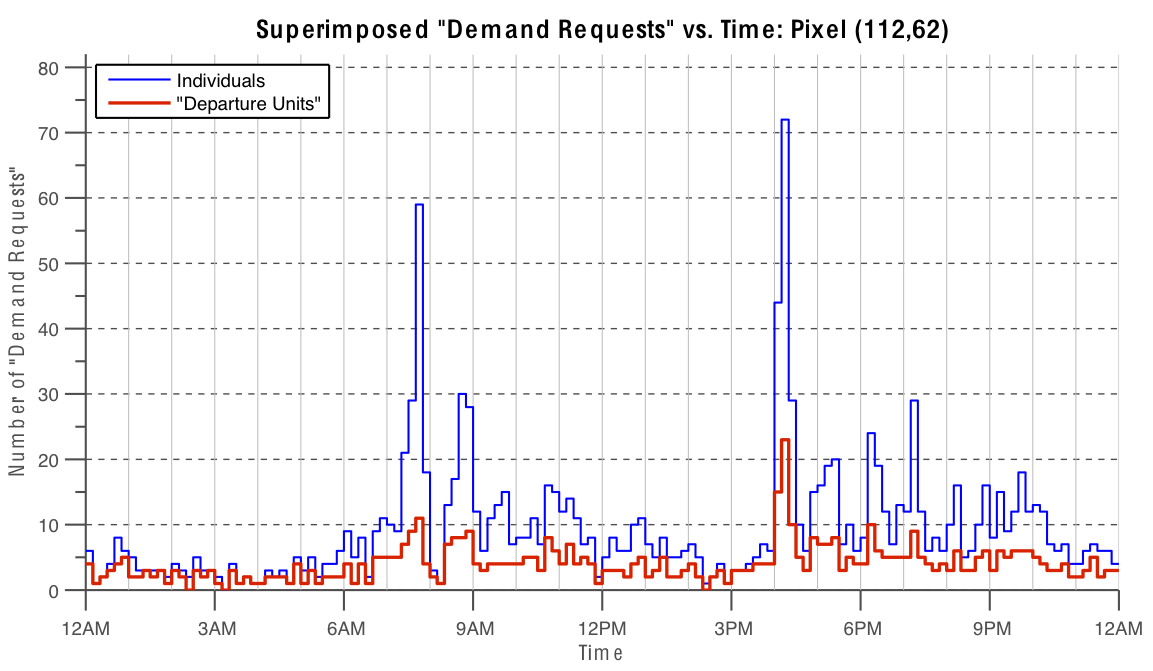 Superimposed "Demand Requests" vs. Time: Pixel (112,62)
Individuals
"Departure Units"
Number of "Demand Requests"
80
70
60
50
40
30
20
10
0
12AM 3AM 6AM 9AM 12PM 3PM 6PM 9PM 12AM
Time